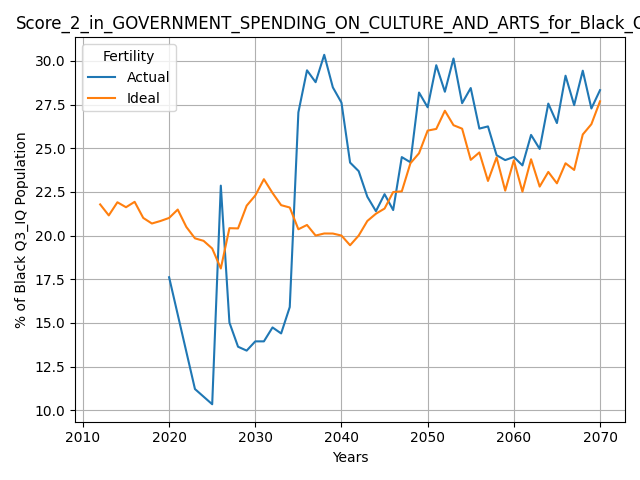 Score_2_in_GOVERNMENT_SPENDING_ON_CULTURE_AND_ARTS_for_Black_
Fertility
Actual
Ideal
30.0
27.5
25.0
22.5
20.0
17.5
15.0
12.5
10.0
% of Black Q3_IQ Population
2010 2020 2030 2040 2050 2060 2070
Years